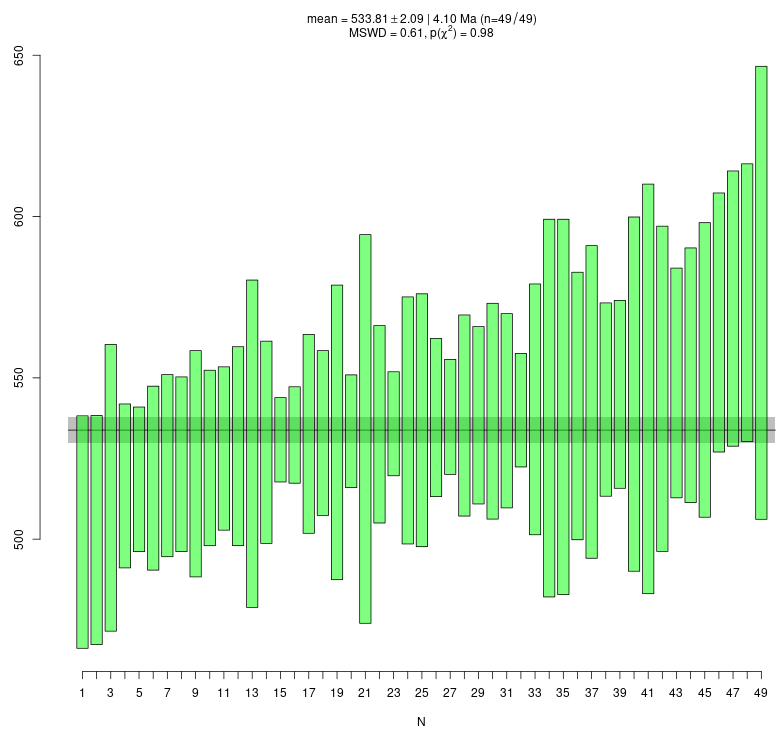 mean = 533.81±2.09 | 4.10 Ma (n=49/49)
MSWD = 0.61, p(χ²) = 0.98
650
600
550
500
1 3 5 7 9 11 13 15 17 19 21 23 25 27 29 31 33 35 37 39 41 43 45 47 49
N